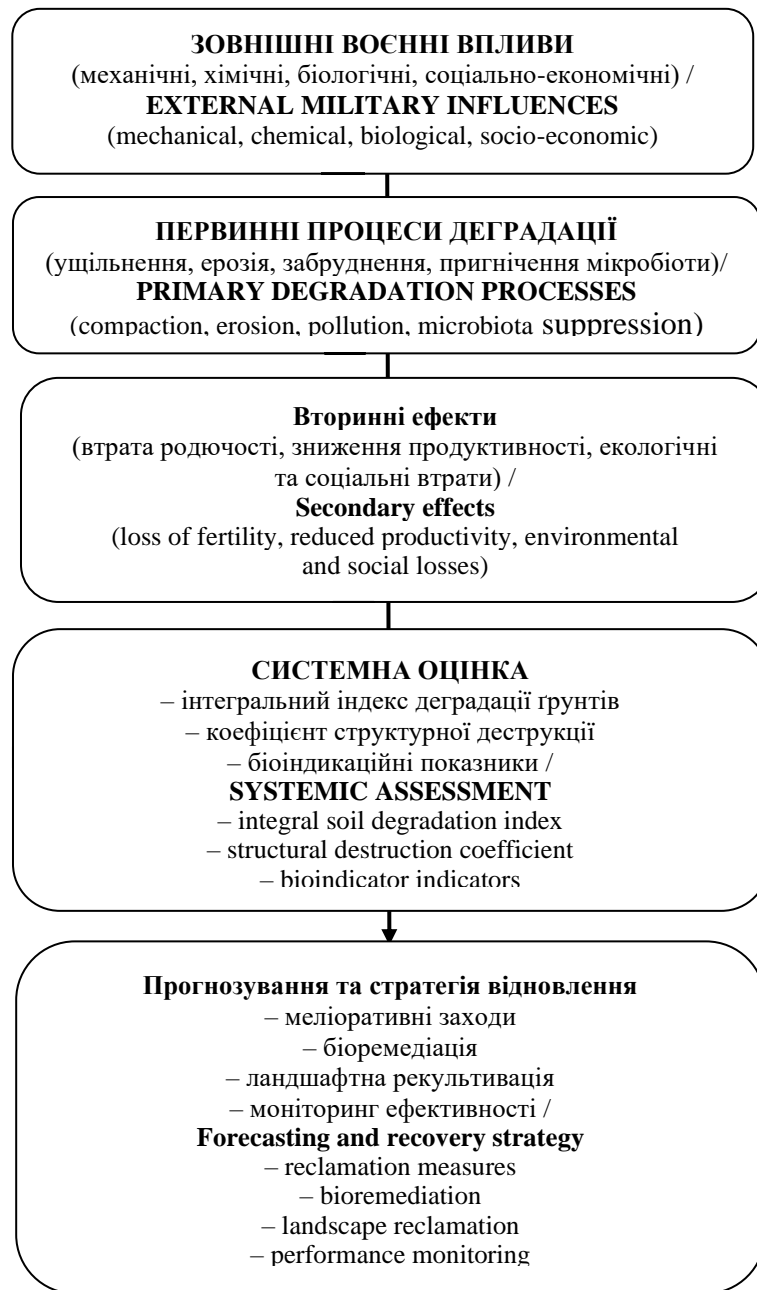 ЗОВНІШНІ ВОЄННІ ВПЛИВИ
(механічні, хімічні, біологічні, соціально-економічні) /
EXTERNAL MILITARY INFLUENCES
(mechanical, chemical, biological, socio-economic)
ПЕРВИННІ ПРОЦЕСИ ДЕГРАДАЦІЇ
(ущільнення, ерозія, забруднення, пригнічення мікробіоти)/
PRIMARY DEGRADATION PROCESSES
(compaction, erosion, pollution, microbiota suppression)
Вторинні ефекти
(втрата родючості, зниження продуктивності, екологічні
та соціальні втрати) /
Secondary effects
(loss of fertility, reduced productivity, environmental
and social losses)
СИСТЕМНА ОЦІНКА
– інтегральний індекс деградації ґрунтів
– коефіцієнт структурної деструкції
– біоіндикаційні показники /
SYSTEMIC ASSESSMENT
– integral soil degradation index
– structural destruction coefficient
– bioindicator indicators
Прогнозування та стратегія відновлення
– меліоративні заходи
– біоремедіація
– ландшафтна рекультивація
– моніторинг ефективності /
Forecasting and recovery strategy
– reclamation measures
– bioremediation
– landscape reclamation
– performance monitoring